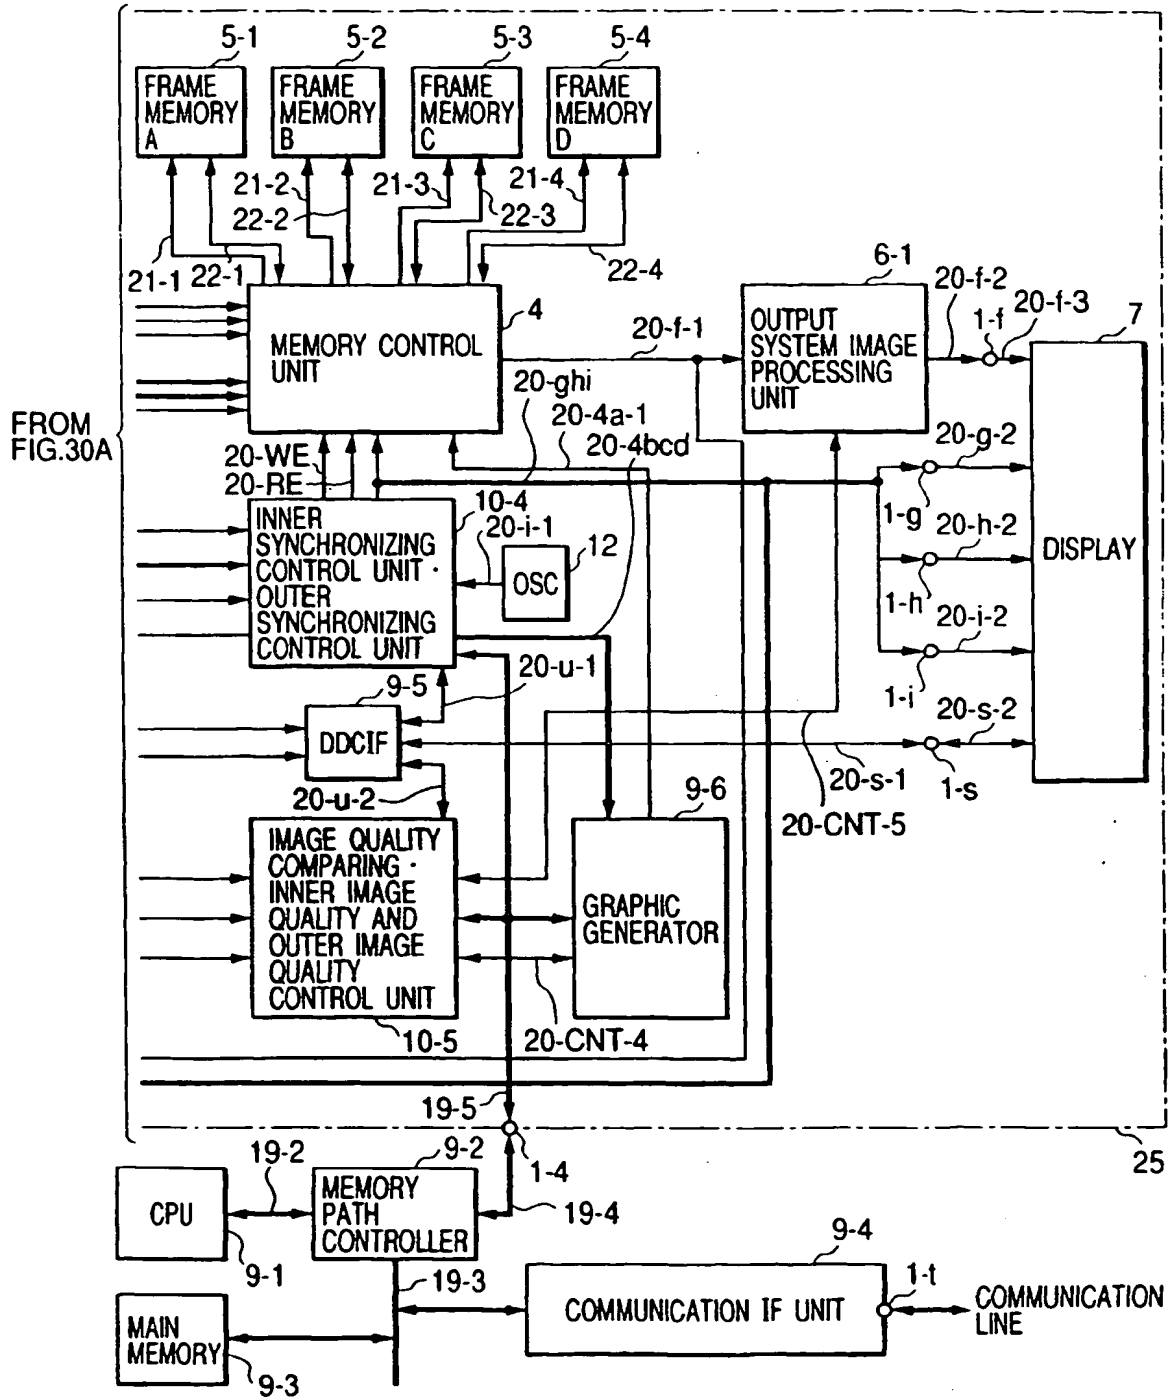 5-1
5-2
5-3
5-4
FRAME
MEMORY
A
FRAME
MEMORY
B
FRAME
MEMORY
C
FRAME
MEMORY
D
21-2
22-2
21-3
22-3
21-4
21-1
22-1
22-4
6-1
20-f-2
20-f-3
1-f
7
4
MEMORY CONTROL
UNIT
20-f-1
OUTPUT
SYSTEM IMAGE
PROCESSING
UNIT
20-ghi
20-4a-1
20-4bcd
FROM
FIG.30A
20-WE
20-RE
20-g-2
1-g
10-4
20-i-1
12
INNER
SYNCHRONIZING
CONTROL UNIT ·
OUTER
SYNCHRONIZING
CONTROL UNIT
OSC
20-h-2
1-h
DISPLAY
20-i-2
1-i
20-u-1
9-5
DDCIF
20-s-2
20-s-1
1-s
20-u-2
9-6
20-CNT-5
IMAGE QUALITY
COMPARING ·
INNER IMAGE
QUALITY AND
OUTER IMAGE
QUALITY
CONTROL UNIT
GRAPHIC
GENERATOR
10-5
20-CNT-4
19-5
1-4
25
19-2
9-2
CPU
MEMORY
PATH
CONTROLLER
19-4
9-1
19-3
9-4
1-t
MAIN
MEMORY
COMMUNICATION IF UNIT
COMMUNICATION
LINE
9-3